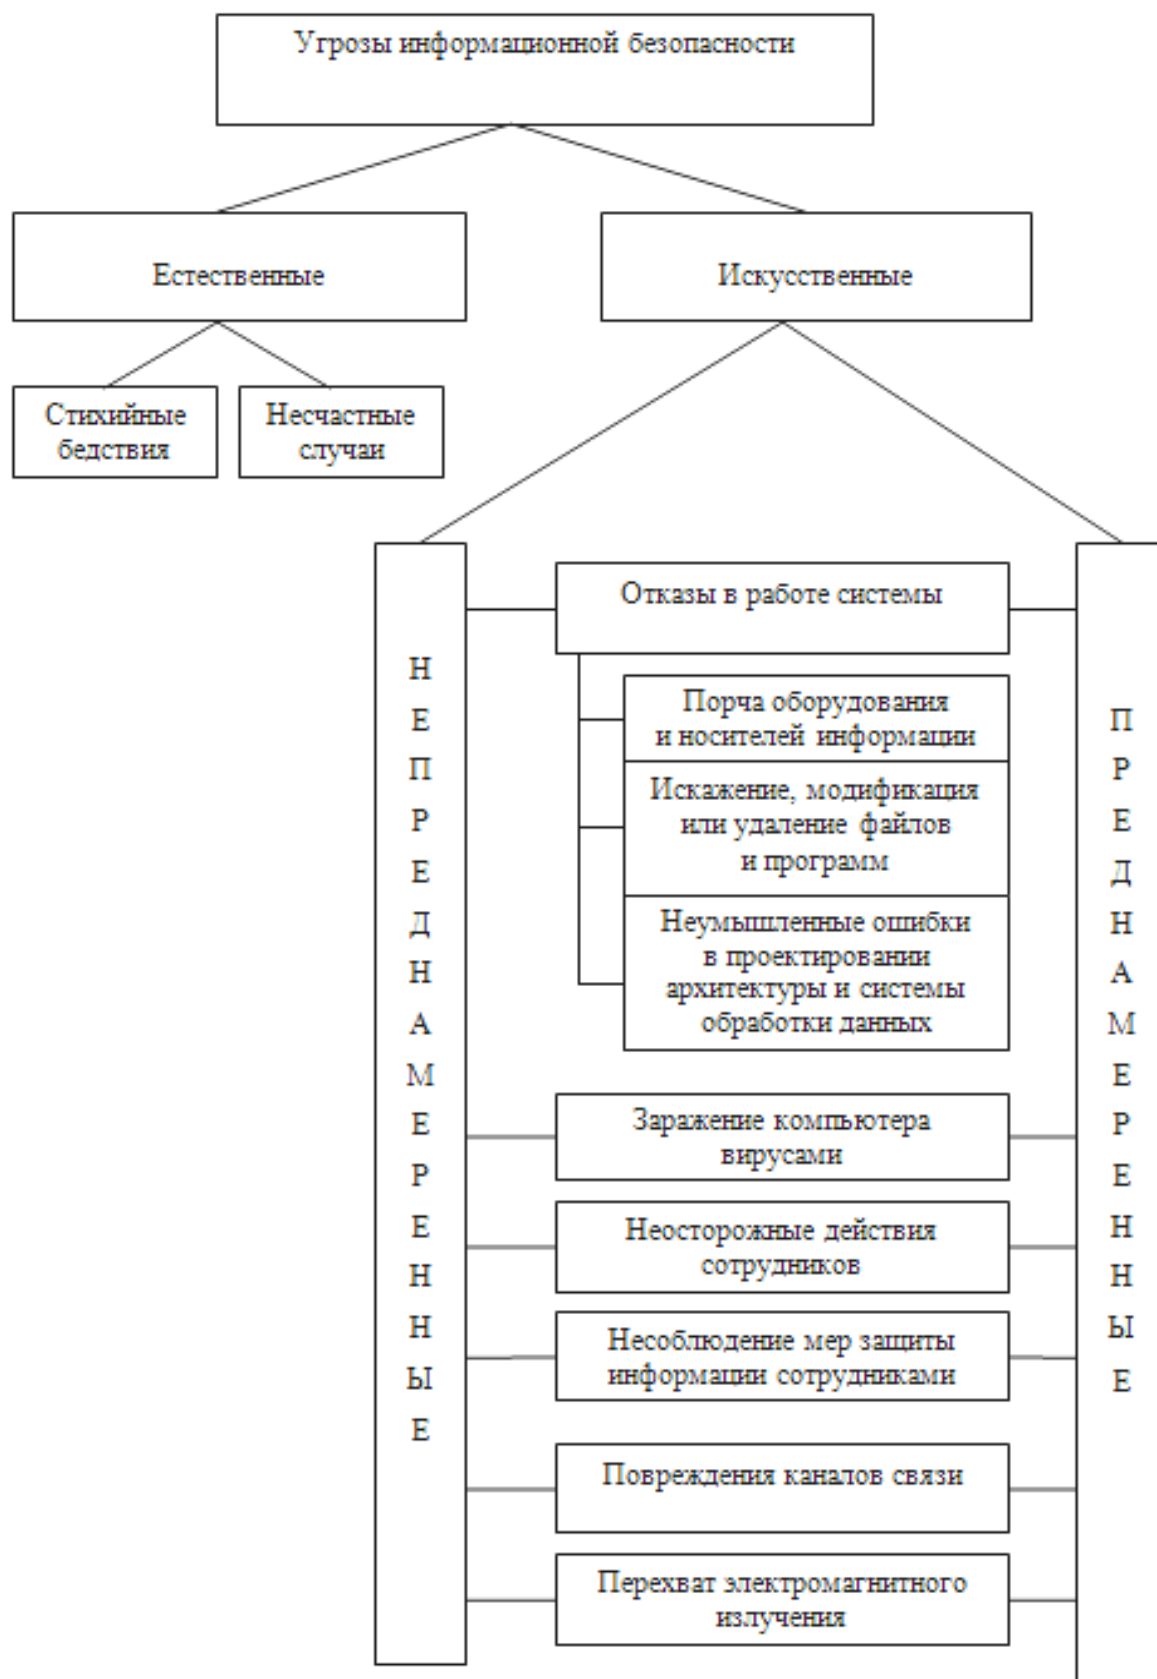 Угрозы информационной безопасности
Естественные
Искусственные
Стихийные
бедствия
Несчастные
случаи
НЕПРЕДНАМЕРЕННЫЕ
Отказы в работе системы
Порча оборудования
и носителей информации
Искажение, модификация
или удаление файлов
и программ
Неумышленные ошибки
в проектировании
архитектуры и системы
обработки данных
Заражение компьютера
вирусами
Неосторожные действия
сотрудников
Несоблюдение мер защиты
информации сотрудниками
Повреждения каналов связи
Перехват электромагнитного
излучения
ПРЕДНАМЕРЕННЫЕ